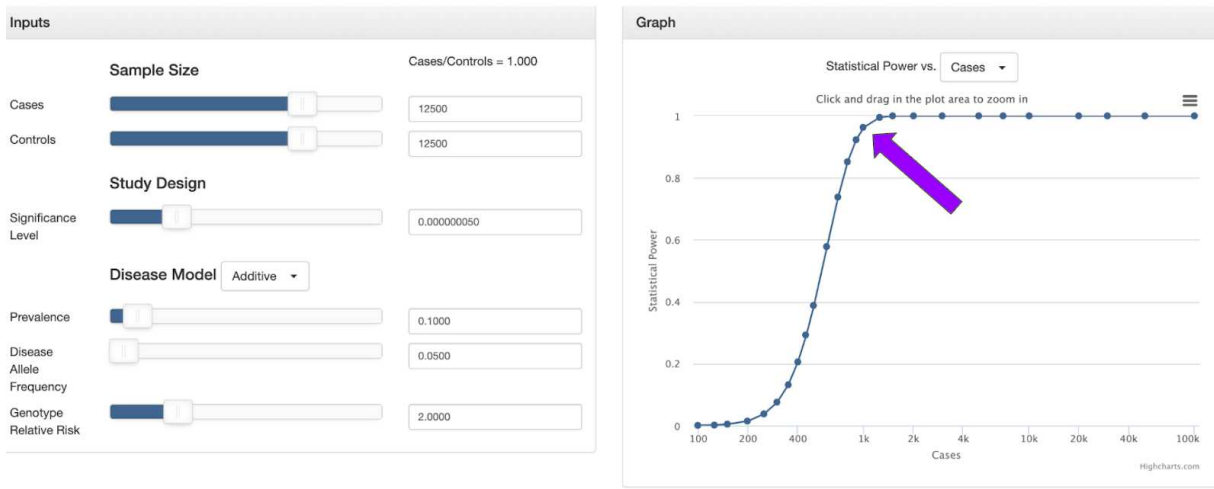 Inputs
Sample Size
Cases/Controls = 1.000
Cases
12500
Controls
12500
Study Design
Significance
Level
0.000000050
Disease Model
Additive
Prevalence
0.1000
Disease
Allele
Frequency
0.0500
Genotype
Relative Risk
2.0000
Graph
Statistical Power vs.
Cases
Click and drag in the plot area to zoom in
Statistical Power
1
0.8
0.6
0.4
0.2
0
100 200 400 1k 2k 4k 10k 20k 40k 100k
Cases
Highcharts.com